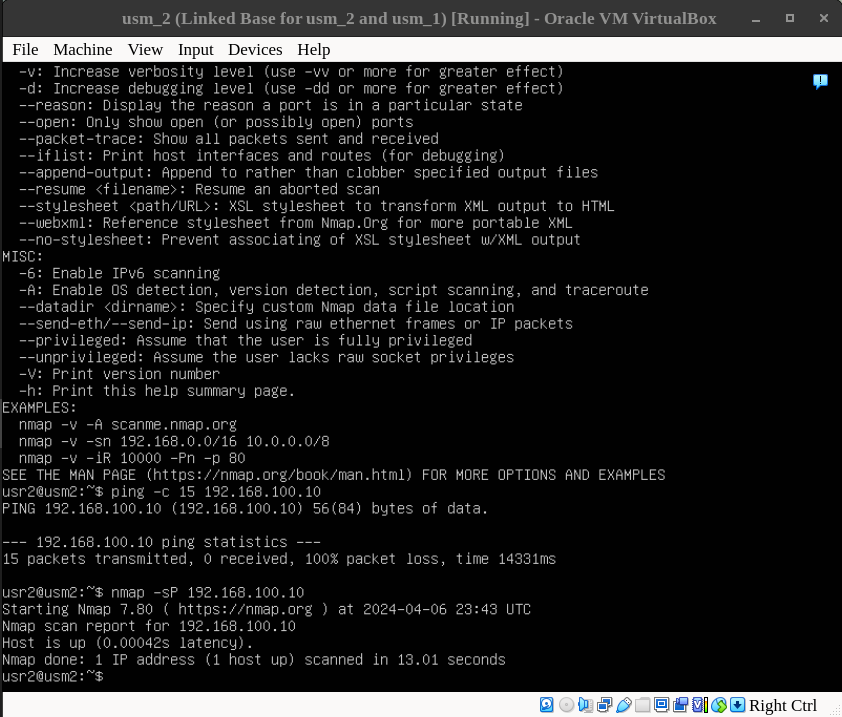 usm_2 (Linked Base for usm_2 and usm_1) [Running] - Oracle VM VirtualBox
File Machine View Input Devices Help
-v: Increase verbosity level (use -vv or more for greater effect)
-d: Increase debugging level (use -dd or more for greater effect)
--reason: Display the reason a port is in a particular state
--open: Only show open (or possibly open) ports
--packet-trace: Show all packets sent and received
--iflist: Print host interfaces and routes (for debugging)
--append-output: Append to rather than clobber specified output files
--resume <filename>: Resume an aborted scan
--stylesheet <path/URL>: XSL stylesheet to transform XML output to HTML
--webxml: Reference stylesheet from Nmap.Org for more portable XML
--no-stylesheet: Prevent associating of XSL stylesheet w/XML output
MISC:
-6: Enable IPv6 scanning
-A: Enable OS detection, version detection, script scanning, and traceroute
--datadir <dirname>: Specify custom Nmap data file location
--send-eth/--send-ip: Send using raw ethernet frames or IP packets
--privileged: Assume that the user is fully privileged
--unprivileged: Assume the user lacks raw socket privileges
-V: Print version number
-h: Print this help summary page.
EXAMPLES:
nmap -v -A scanme.nmap.org
nmap -v -sn 192.168.0.0/16 10.0.0.0/8
nmap -v -iR 10000 -Pn -p 80
SEE THE MAN PAGE (https://nmap.org/book/man.html) FOR MORE OPTIONS AND EXAMPLES
usr2@usm2:~$ ping -c 15 192.168.100.10
PING 192.168.100.10 (192.168.100.10) 56(84) bytes of data.
--- 192.168.100.10 ping statistics ---
15 packets transmitted, 0 received, 100% packet loss, time 14331ms
usr2@usm2:~$ nmap -sP 192.168.100.10
Starting Nmap 7.80 ( https://nmap.org ) at 2024-04-06 23:43 UTC
Nmap scan report for 192.168.100.10
Host is up (0.00042s latency).
Nmap done: 1 IP address (1 host up) scanned in 13.01 seconds
usr2@usm2:~$
Right Ctrl